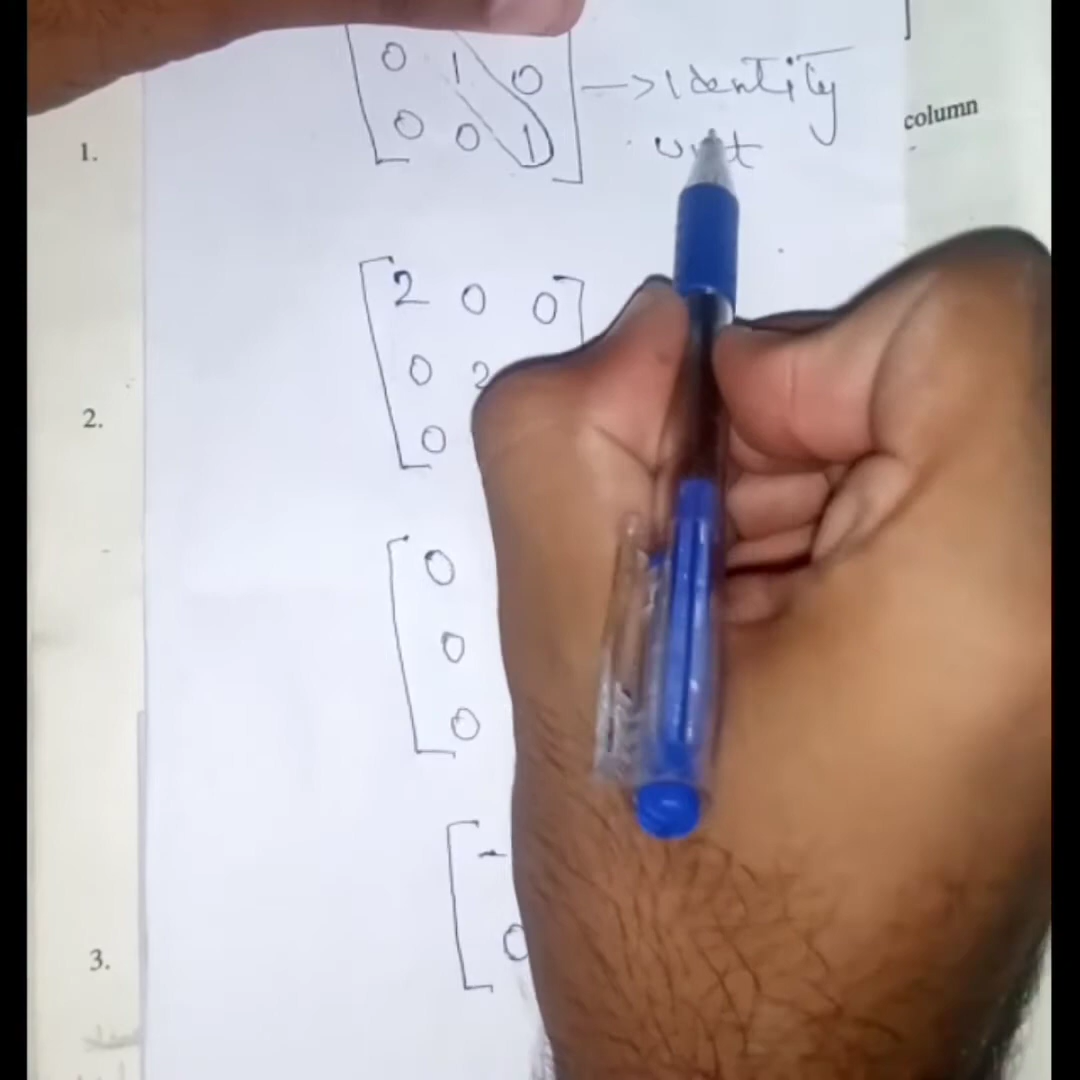 0 1 0 → Identity
0 0 1 unit
column
1.
2 0 0
0 2
2.
0
0
0
0
0
3.